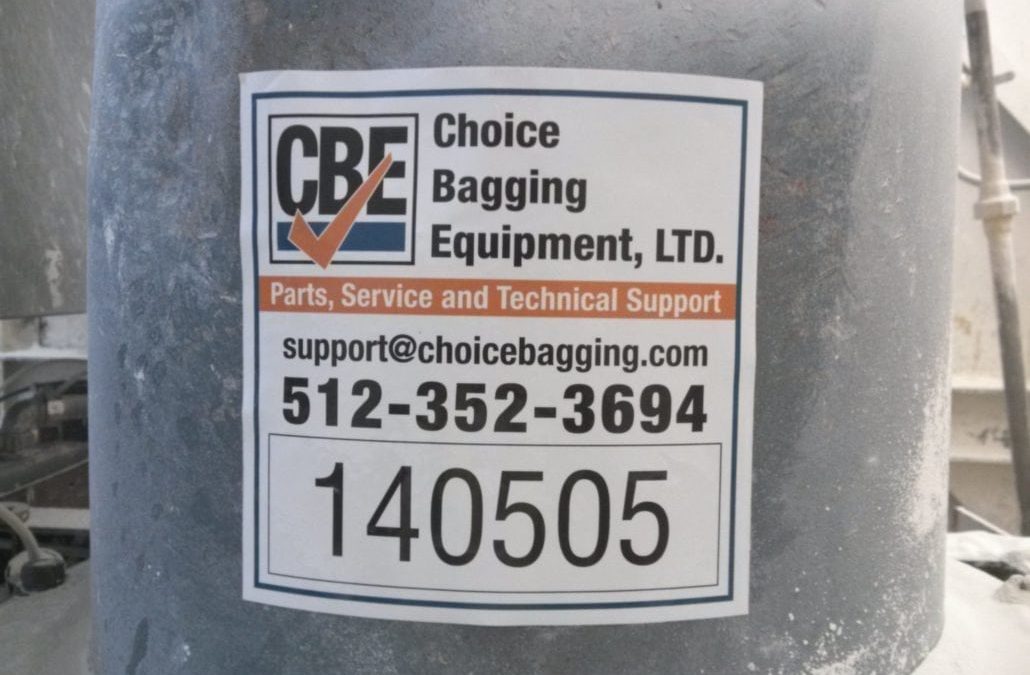 CBE
Choice
Bagging
Equipment, LTD.
Parts, Service and Technical Support
support@choicebagging.com
512-352-3694
140505